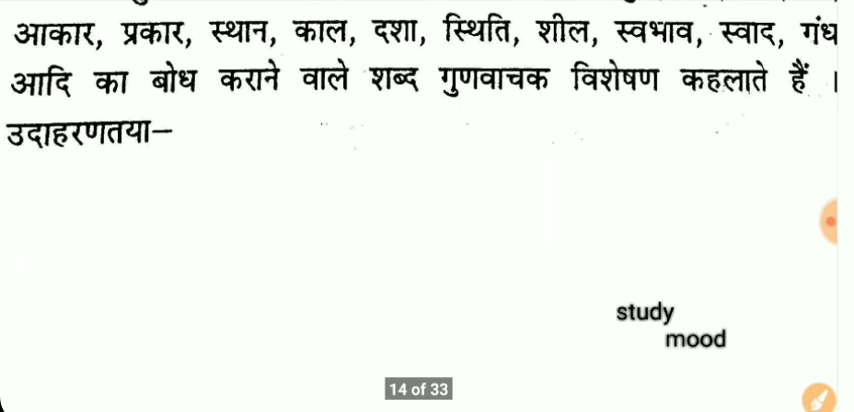 आकार, प्रकार, स्थान, काल, दशा, स्थिति, शील, स्वभाव, स्वाद, गंध
आदि का बोध कराने वाले शब्द गुणवाचक विशेषण कहलाते हैं ।
उदाहरणतया—
study
mood
14 of 33